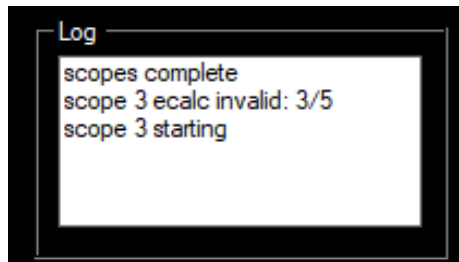 Log
scopes complete
scope 3 ecalc invalid: 3/5
scope 3 starting